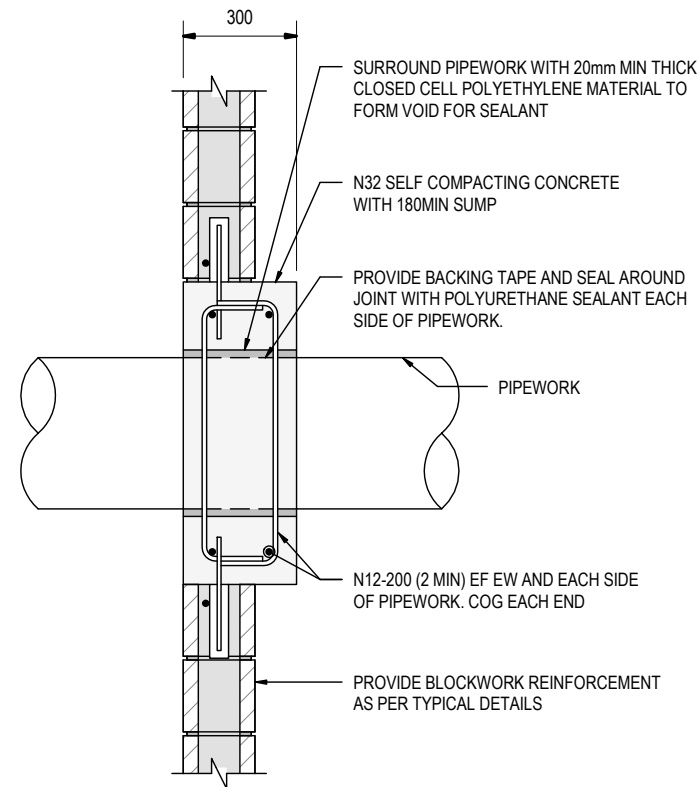 300
SURROUND PIPEWORK WITH 20mm MIN THICK
CLOSED CELL POLYETHYLENE MATERIAL TO
FORM VOID FOR SEALANT
N32 SELF COMPACTING CONCRETE
WITH 180MIN SUMP
PROVIDE BACKING TAPE AND SEAL AROUND
JOINT WITH POLYURETHANE SEALANT EACH
SIDE OF PIPEWORK.
PIPEWORK
N12-200 (2 MIN) EF EW AND EACH SIDE
OF PIPEWORK. COG EACH END
PROVIDE BLOCKWORK REINFORCEMENT
AS PER TYPICAL DETAILS